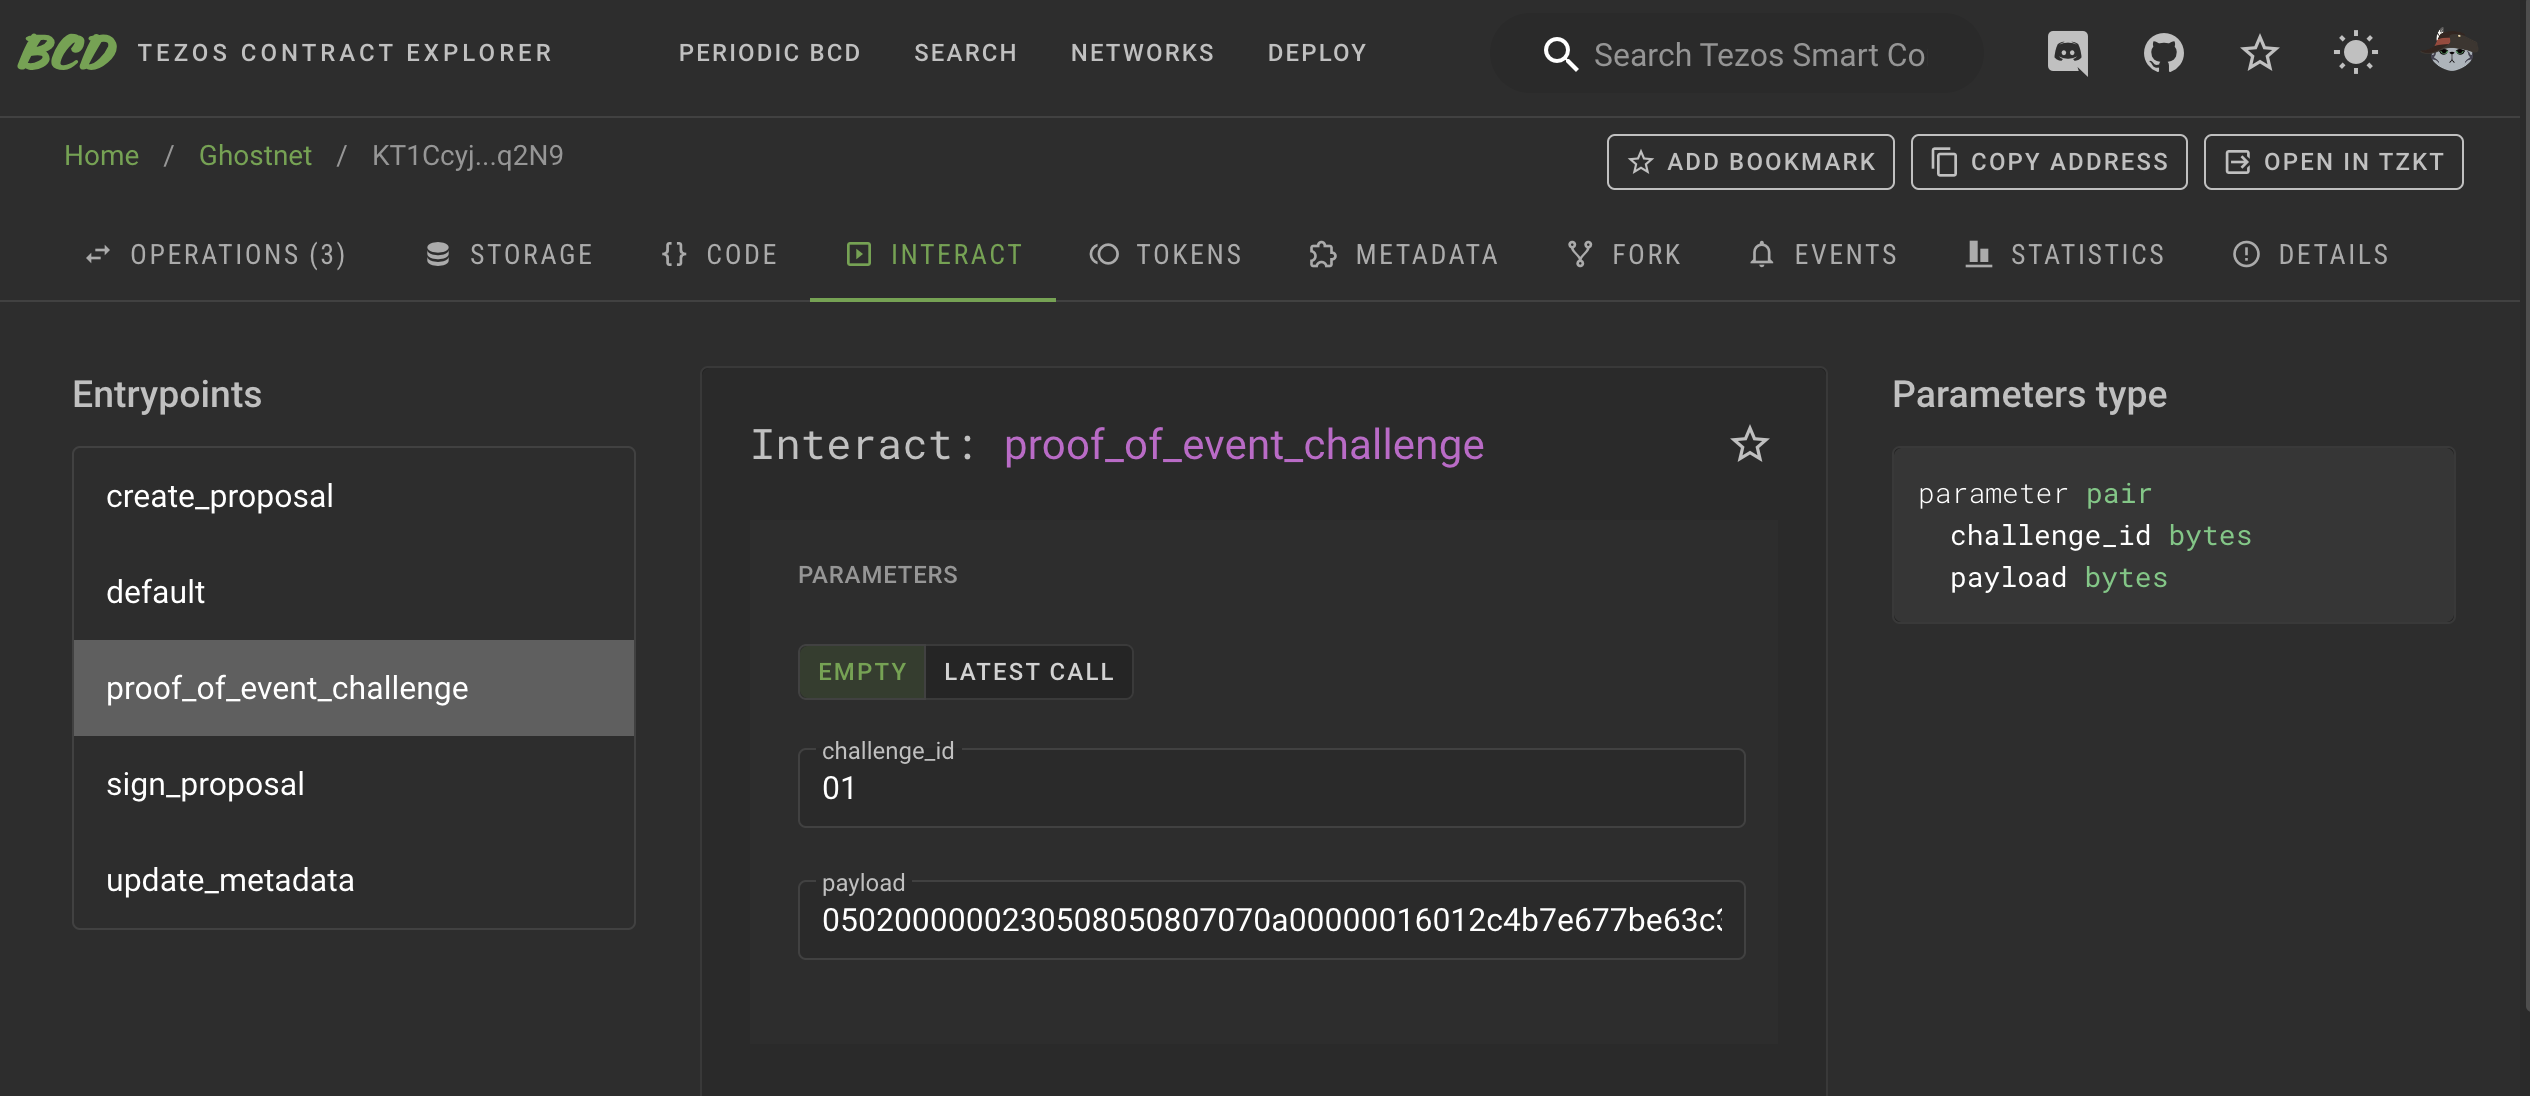 BCD TEZOS CONTRACT EXPLORER PERIODIC BCD SEARCH NETWORKS DEPLOY Search Tezos Smart Co
Home / Ghostnet / KT1Ccyj...q2N9 ADD BOOKMARK COPY ADDRESS OPEN IN TZKT
OPERATIONS (3) STORAGE {} CODE INTERACT TOKENS METADATA FORK EVENTS STATISTICS DETAILS
Entrypoints
create_proposal
default
proof_of_event_challenge
sign_proposal
update_metadata
Interact: proof_of_event_challenge
PARAMETERS
EMPTY LATEST CALL
challenge_id
01
payload
0502000000230508050807070a00000016012c4b7e677be63c3
Parameters type
parameter pair
challenge_id bytes
payload bytes